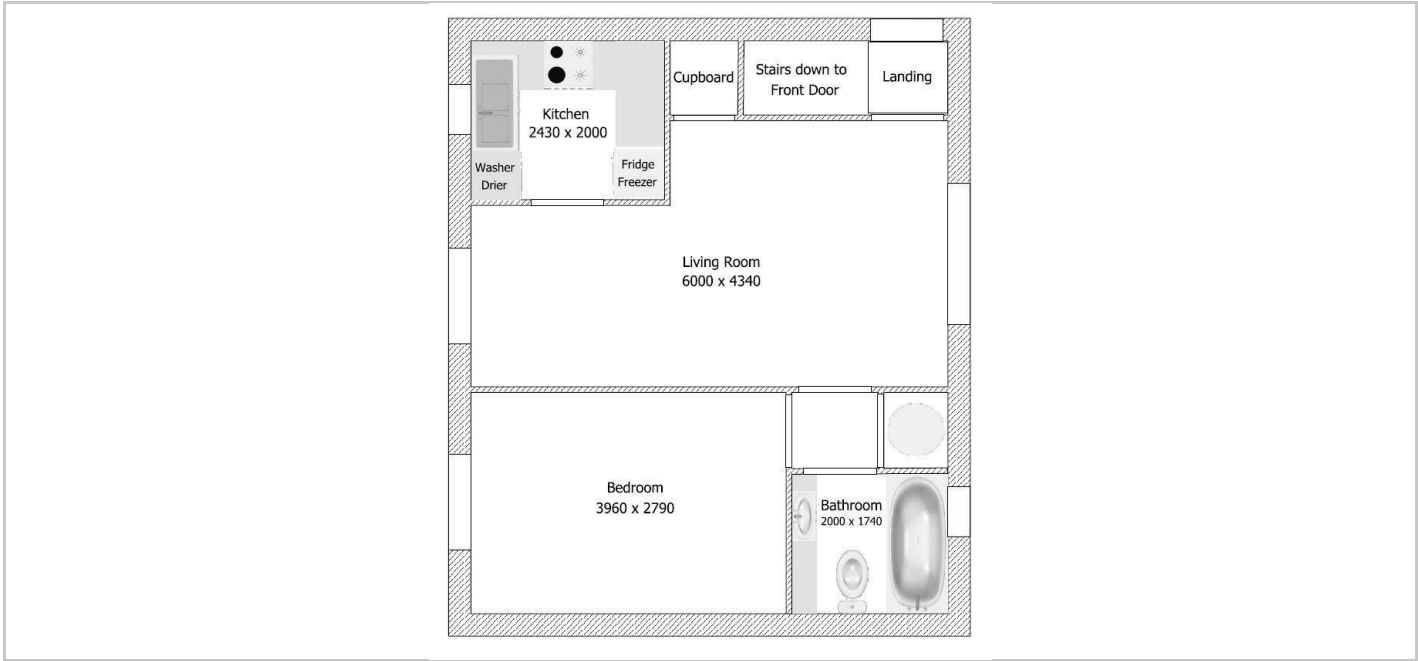 Kitchen
2430 x 2000
Washer
Drier
Fridge
Freezer
Cupboard
Stairs down to
Front Door
Landing
Living Room
6000 x 4340
Bedroom
3960 x 2790
Bathroom
2000 x 1740